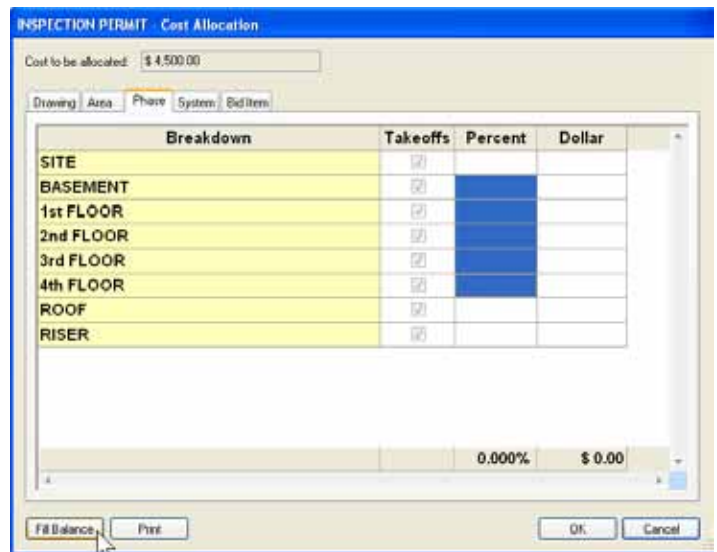 INSPECTION PERMIT - Cost Allocation
Cost to be allocated: $ 4,500.00
Drawing Area Phase System Bid Item
Breakdown Takeoffs Percent Dollar
SITE
BASEMENT
1st FLOOR
2nd FLOOR
3rd FLOOR
4th FLOOR
ROOF
RISER
0.000% $ 0.00
Fill Balance Print OK Cancel